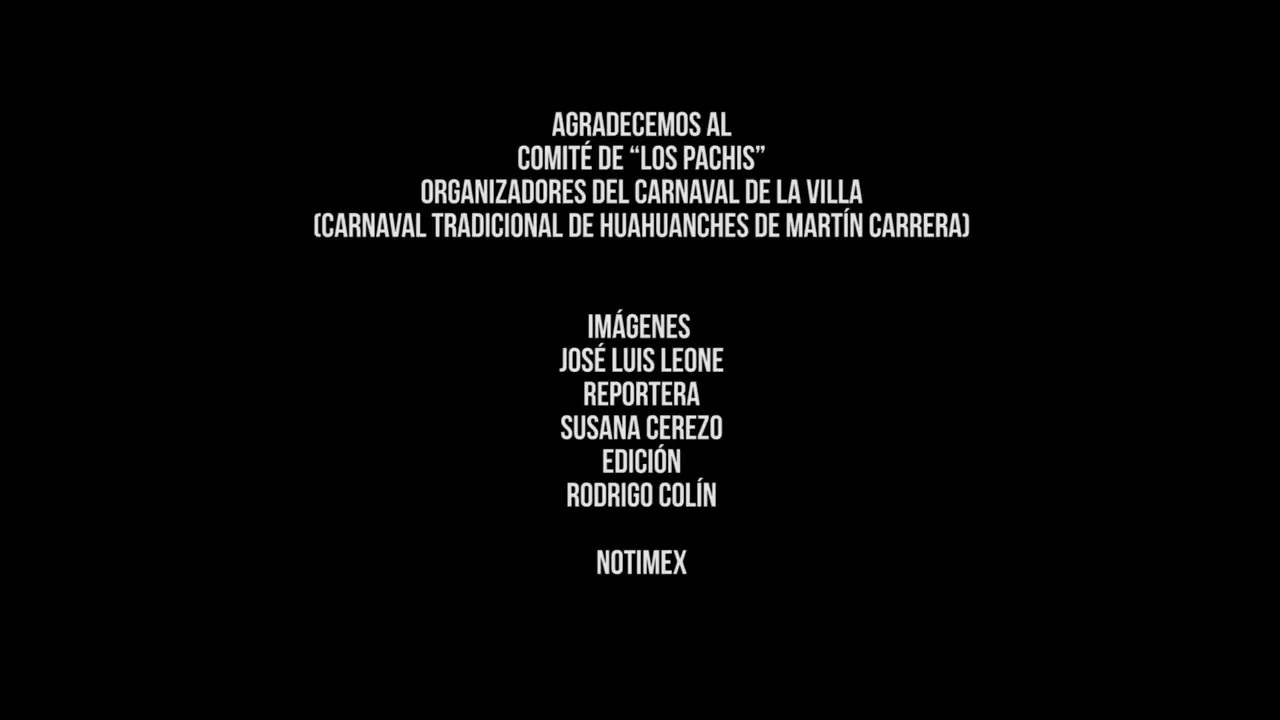 AGRADECEMOS AL
COMITÉ DE “LOS PACHIS”
ORGANIZADORES DEL CARNAVAL DE LA VILLA
(CARNAVAL TRADICIONAL DE HUAHUANCHES DE MARTÍN CARRERA)
IMÁGENES
JOSÉ LUIS LEONE
REPORTERA
SUSANA CEREZO
EDICIÓN
RODRIGO COLÍN
NOTIMEX